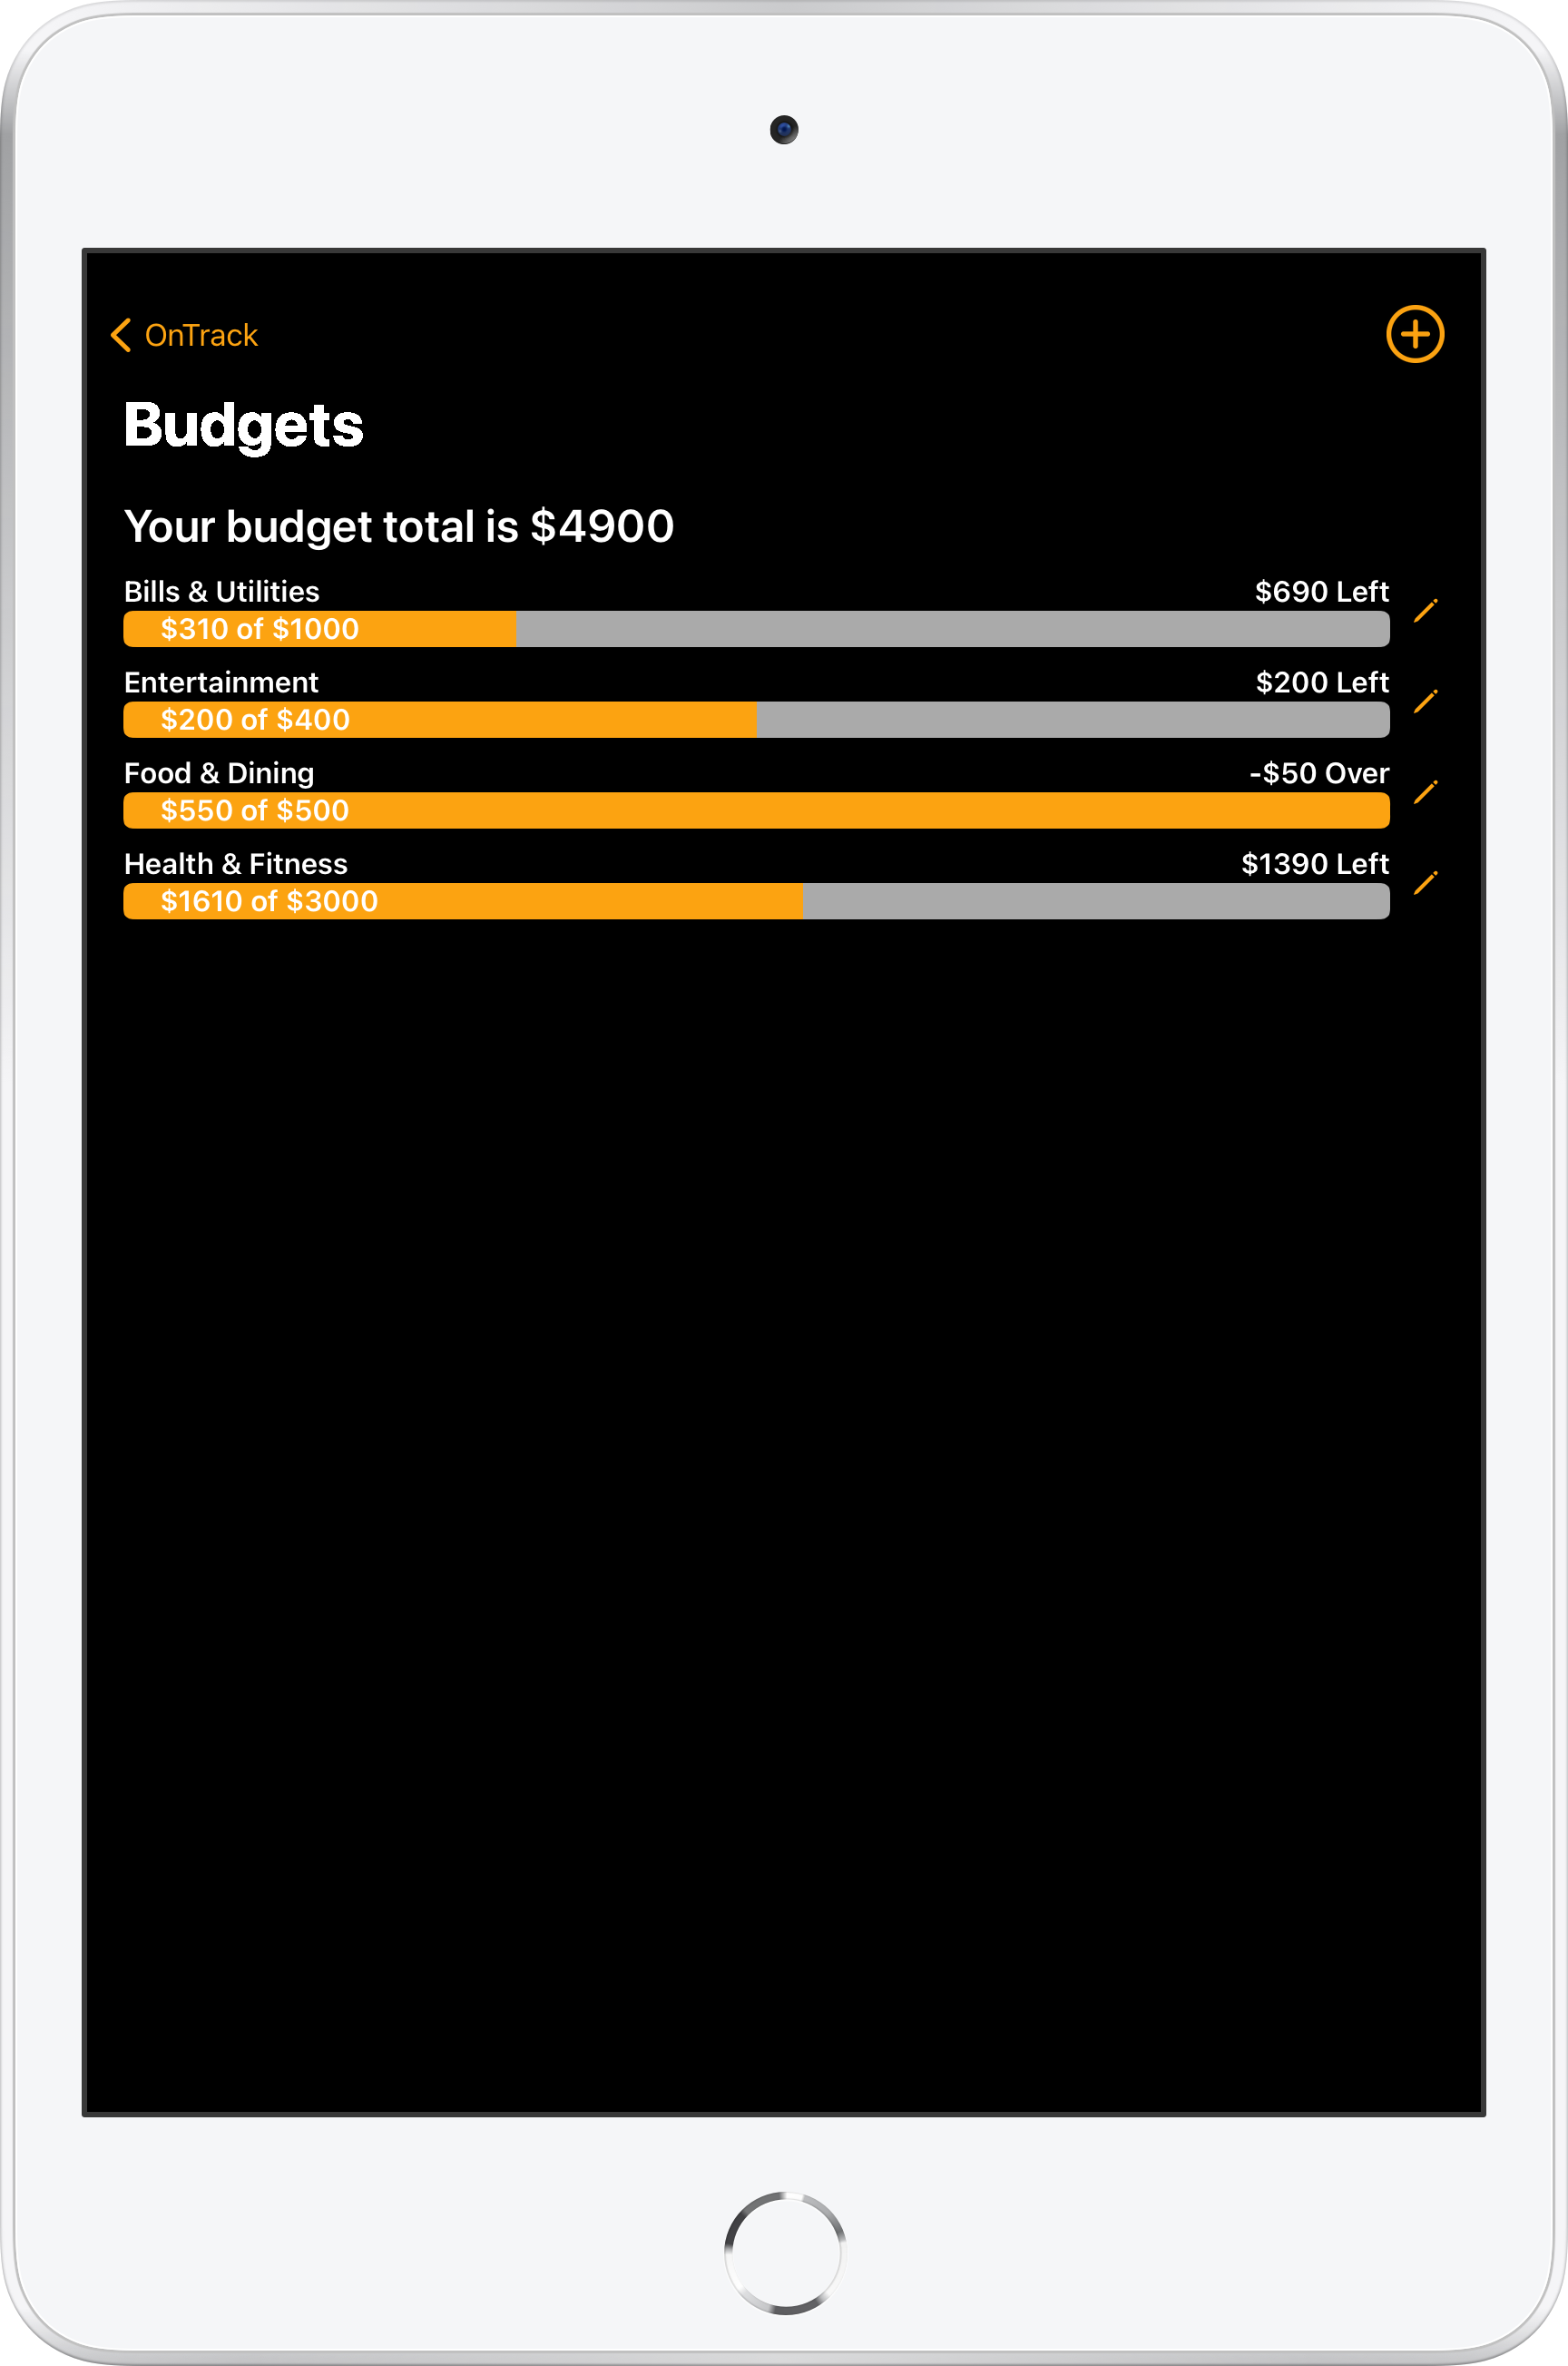 OnTrack
Budgets
Your budget total is $4900
Bills & Utilities $690 Left
$310 of $1000
Entertainment $200 Left
$200 of $400
Food & Dining -$50 Over
$550 of $500
Health & Fitness $1390 Left
$1610 of $3000